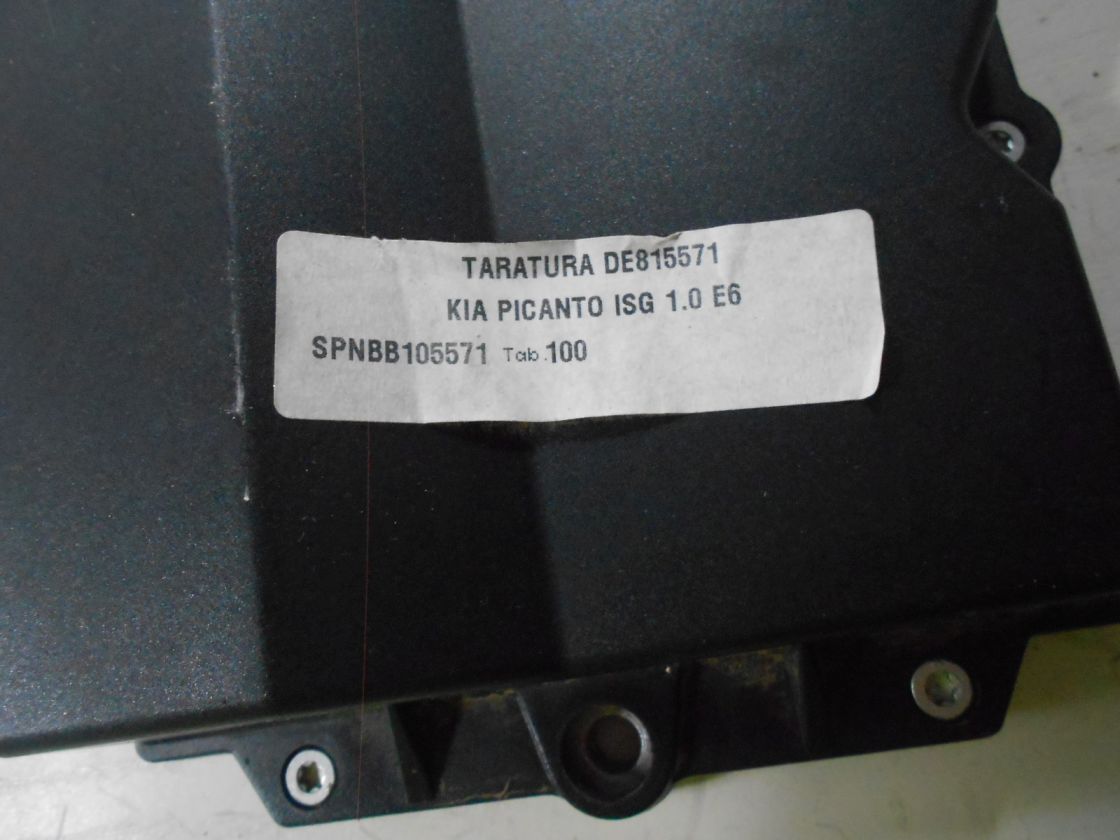 TARATURA DE815571
KIA PICANTO ISG 1.0 E6
SPNBB105571 Tab.100